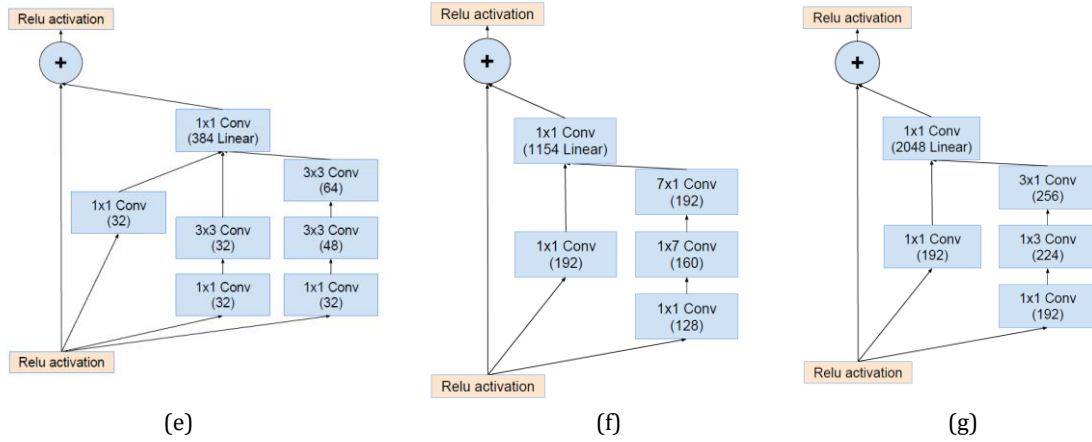 Relu activation
+
1x1 Conv
(384 Linear)
3x3 Conv
(64)
1x1 Conv
(32)
3x3 Conv
(32)
3x3 Conv
(48)
1x1 Conv
(32)
1x1 Conv
(32)
Relu activation
(e)
Relu activation
+
1x1 Conv
(1154 Linear)
7x1 Conv
(192)
1x1 Conv
(192)
1x7 Conv
(160)
1x1 Conv
(128)
Relu activation
(f)
Relu activation
+
1x1 Conv
(2048 Linear)
3x1 Conv
(256)
1x1 Conv
(192)
1x3 Conv
(224)
1x1 Conv
(192)
Relu activation
(g)